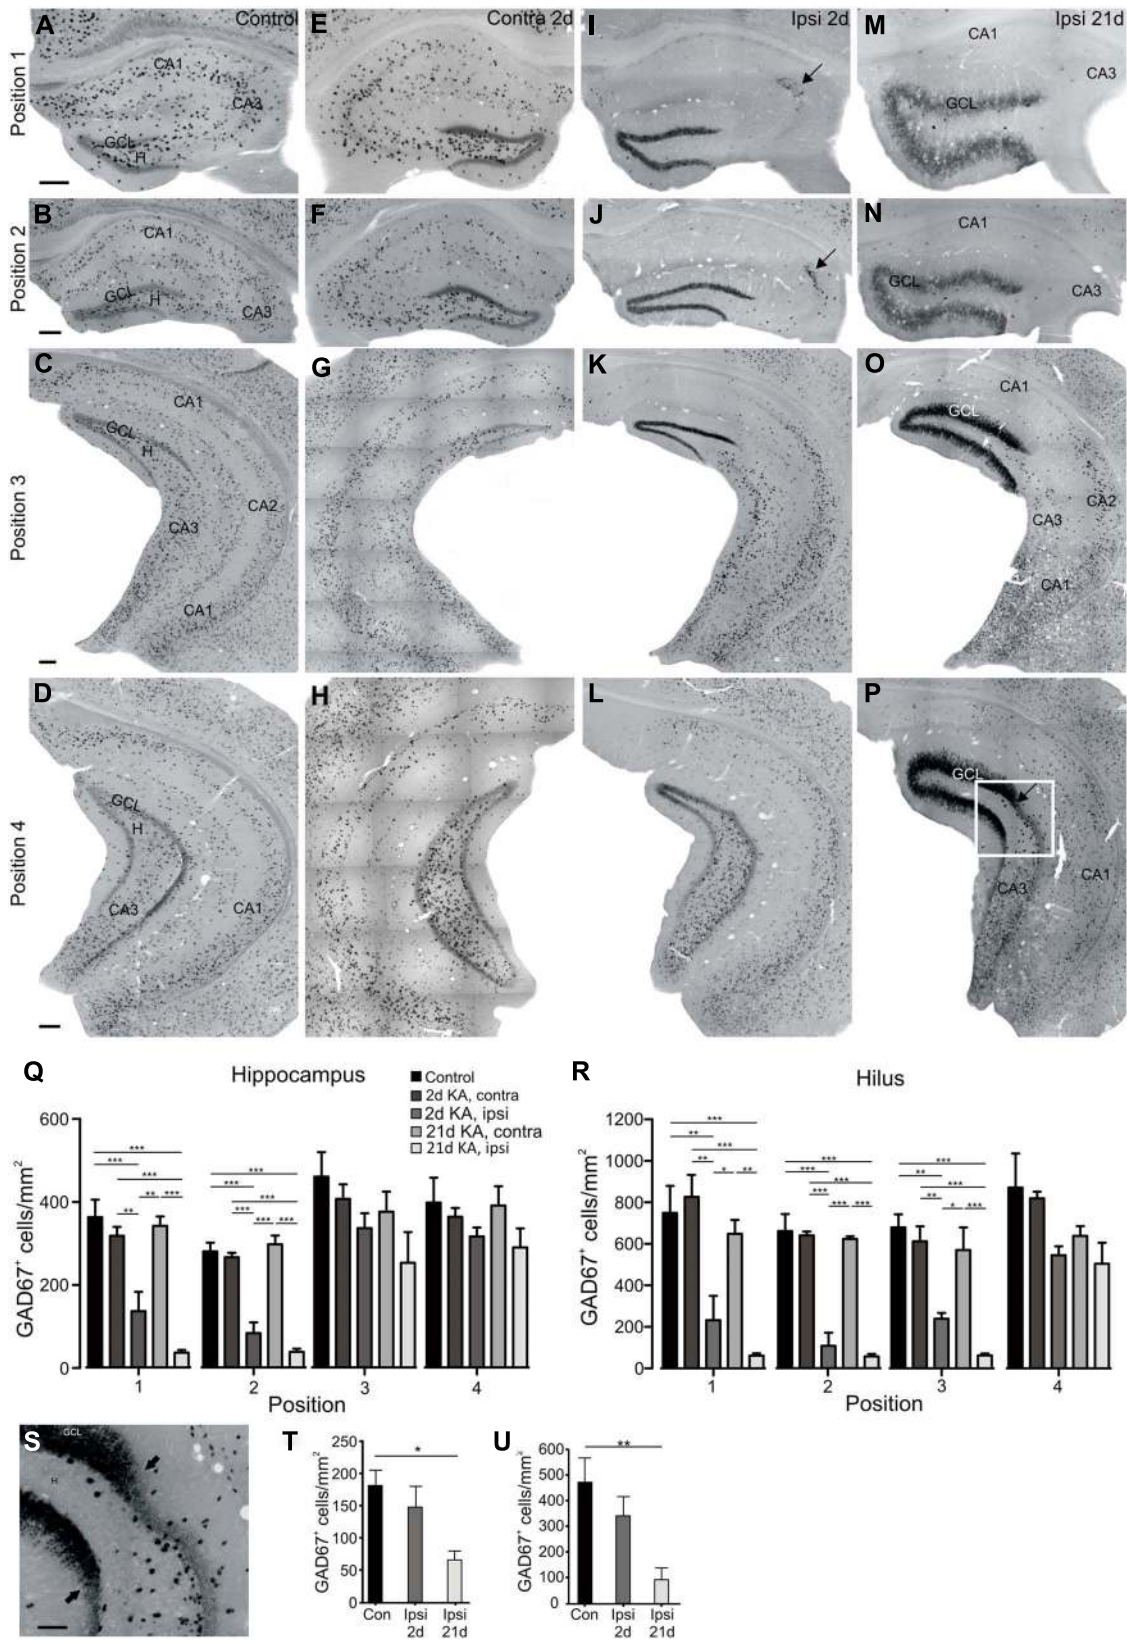 A Control
E Contra 2d
I Ipsi 2d
M Ipsi 21d
Position 1
CA1
CA3
GCL
H
CA1
CA3
GCL
Position 2
B
F
J
N
CA1
GCL
H
CA3
CA1
GCL
CA3
Position 3
C
G
K
O
CA1
GCL
H
CA2
CA3
CA1
CA1
GCL
CA2
CA3
CA1
Position 4
D
H
L
P
GCL
H
CA3
CA1
GCL
CA3
CA1
Q
Hippocampus
Control
2d KA, contra
2d KA, ipsi
21d KA, contra
21d KA, ipsi
GAD67+ cells/mm2
600
400
200
0
***
***
***
** ***
**
***
***
***
***
*** ***
1 2 3 4
Position
R
Hilus
GAD67+ cells/mm2
1200
1000
800
600
400
200
0
***
**
***
**
* **
***
***
***
***
*** ***
***
**
***
**
* ***
1 2 3 4
Position
S
GCL
H
T
GAD67+ cells/mm2
250
200
150
100
50
0
*
Con Ipsi 2d Ipsi 21d
U
GAD67+ cells/mm2
600
500
400
300
200
100
0
**
Con Ipsi 2d Ipsi 21d